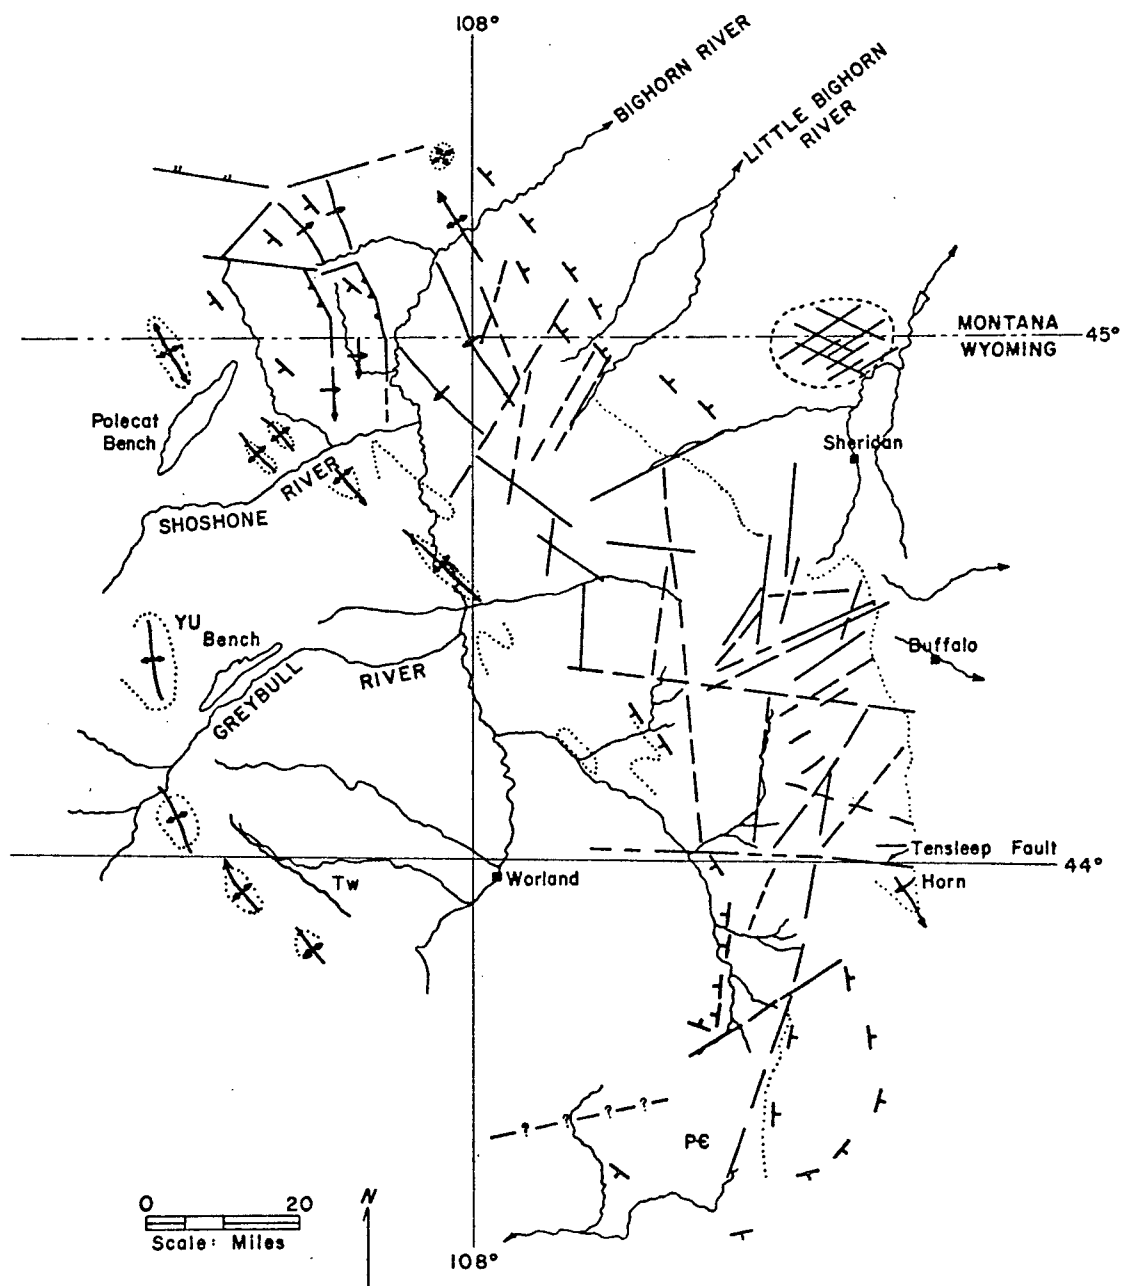 108°
BIGHORN RIVER
LITTLE BIGHORN
RIVER
MONTANA
45°
WYOMING
Polecat
Bench
Sheridan
RIVER
SHOSHONE
YU
Bench
Buffalo
RIVER
GREYBULL
Tensleep Fault
44°
Worland
Horn
Tw
? ? ? ?
P€
0 20
Scale: Miles
N
108°